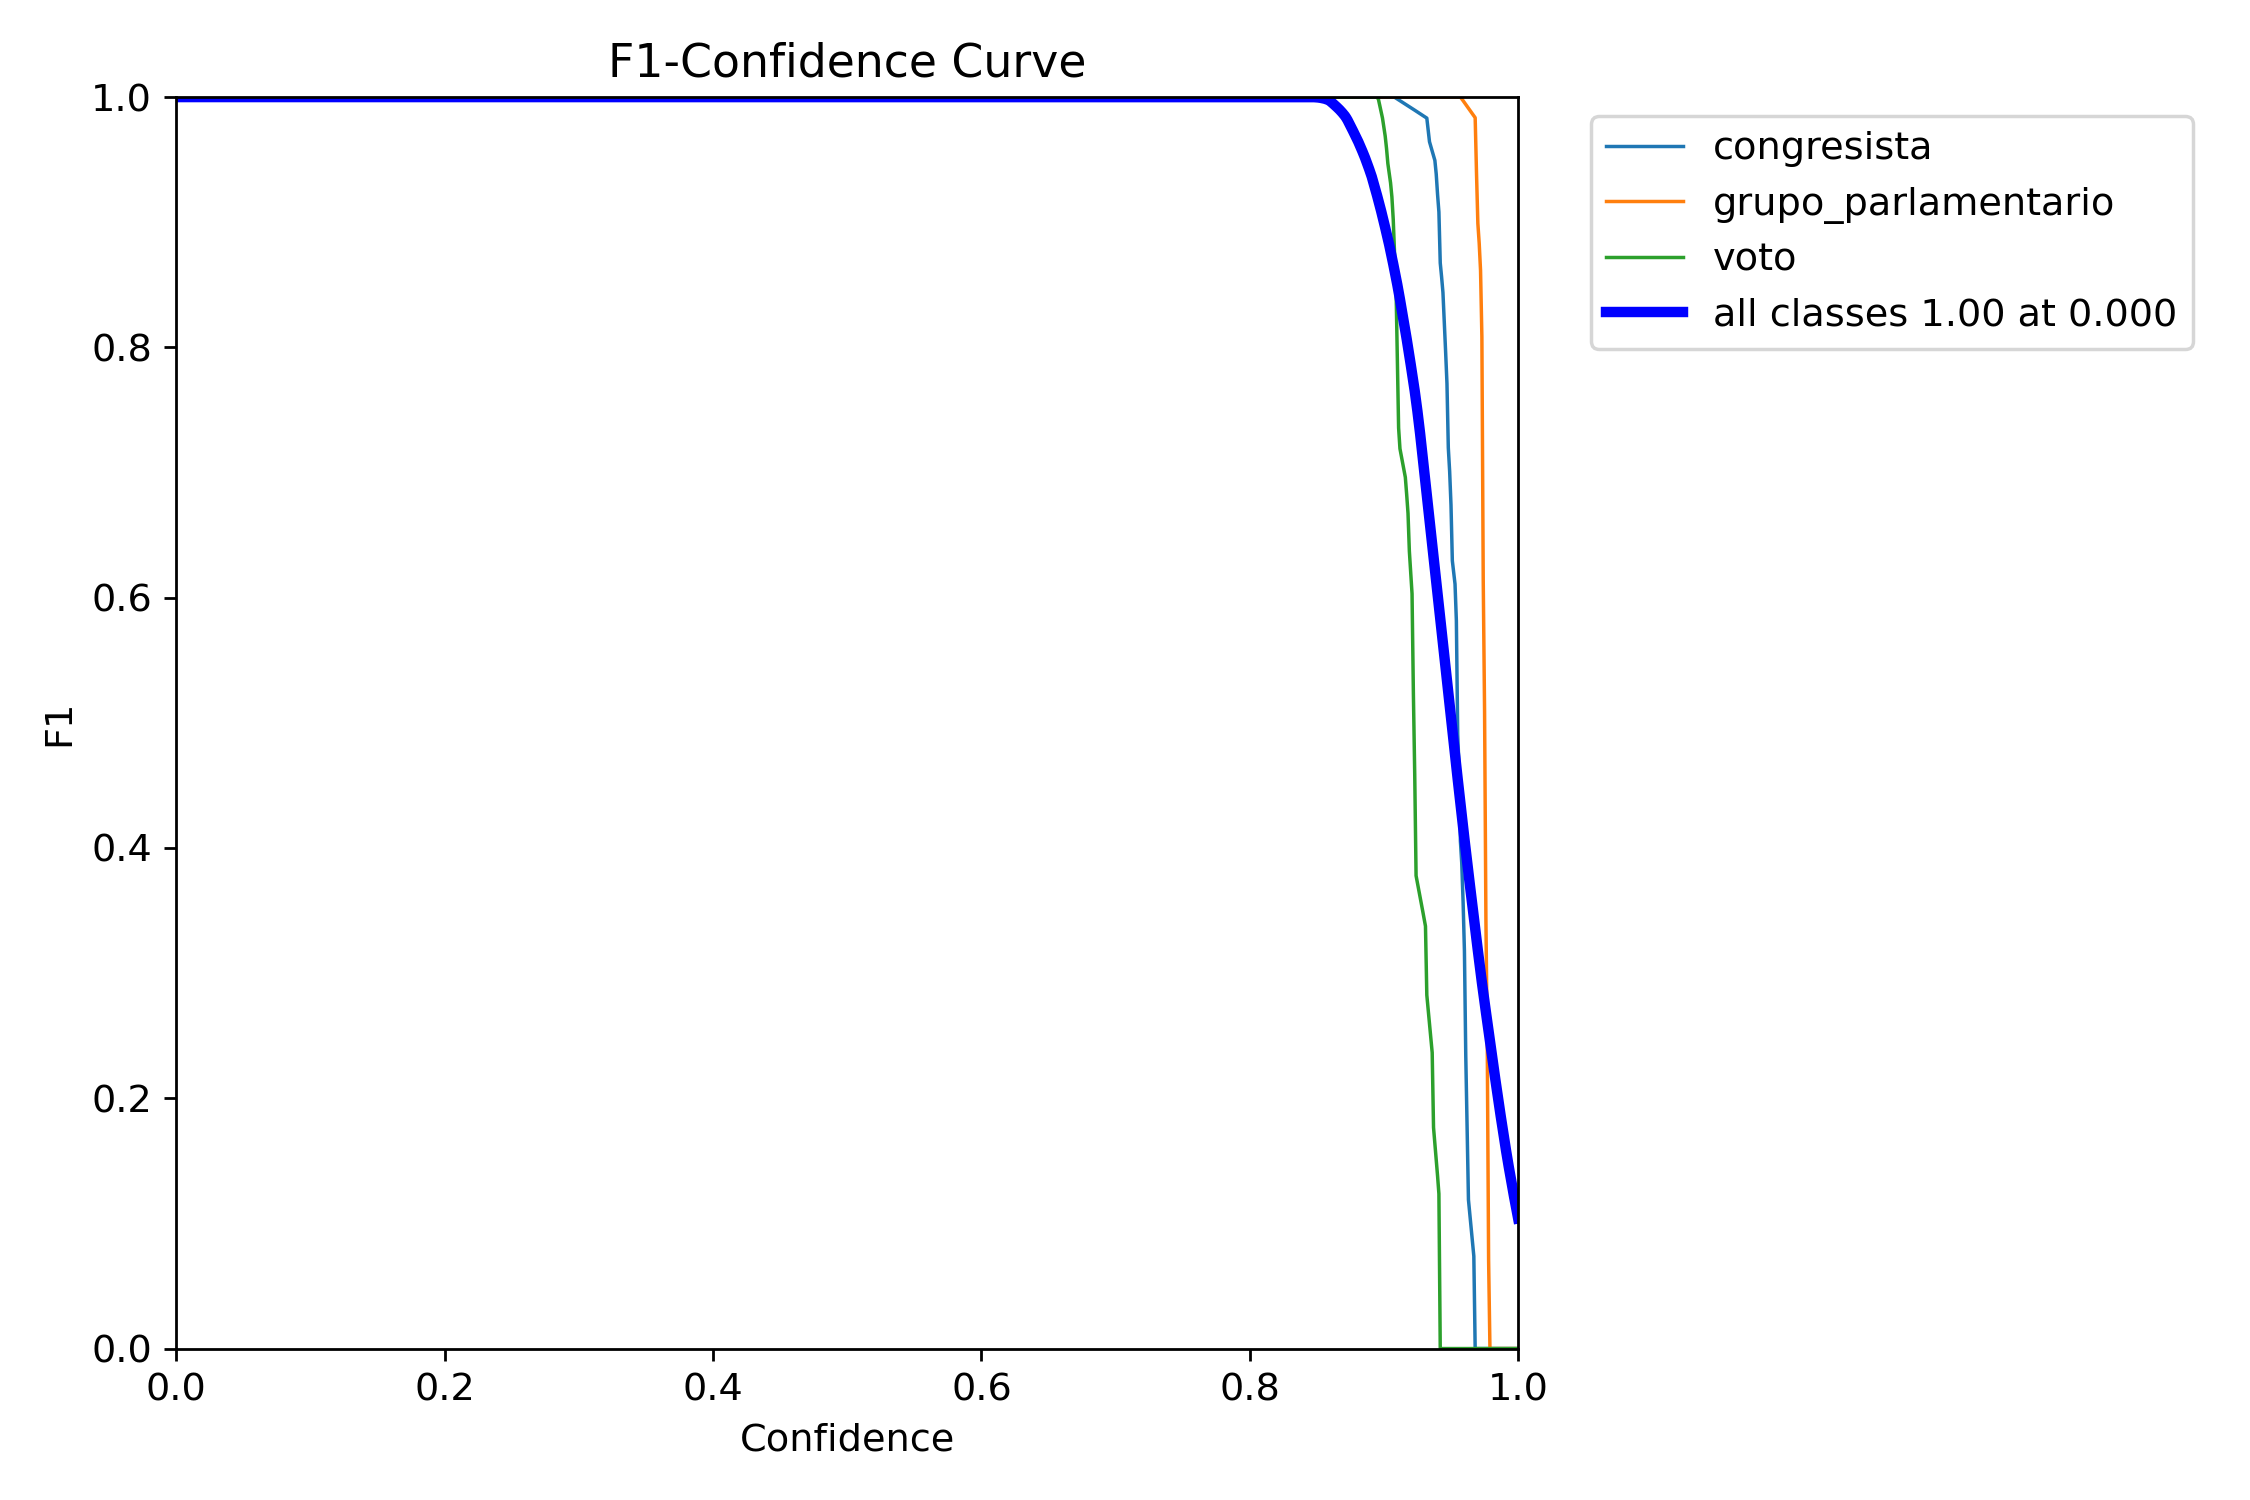 F1-Confidence Curve
1.0
0.8
0.6
0.4
0.2
0.0
F1
0.0 0.2 0.4 0.6 0.8 1.0
Confidence
congresista
grupo_parlamentario
voto
all classes 1.00 at 0.000